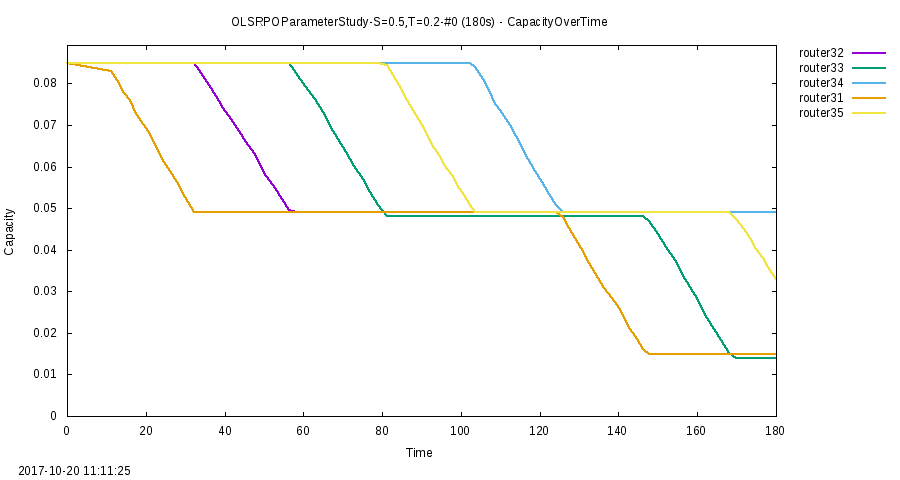 OLSRPOParameterStudy-S=0.5,T=0.2-#0 (180s) - CapacityOverTime
router32
router33
router34
router31
router35
0.08
0.07
0.06
0.05
0.04
0.03
0.02
0.01
0
Capacity
0 20 40 60 80 100 120 140 160 180
Time
2017-10-20 11:11:25